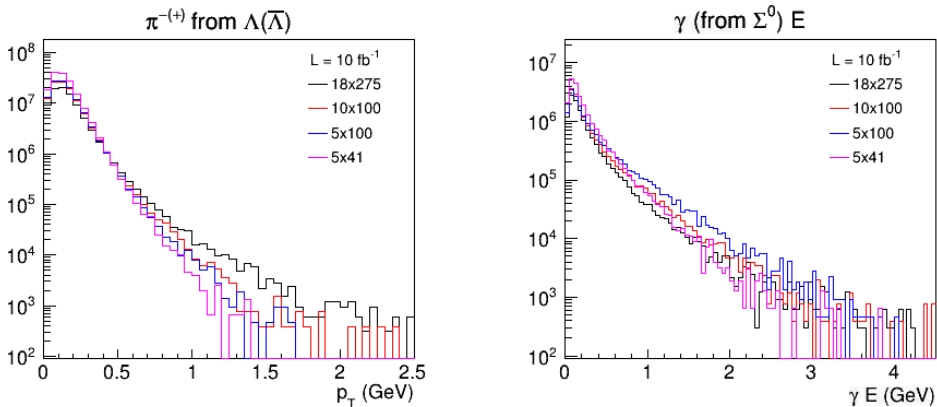 π⁻⁽⁺⁾ from Λ(Λ̅)
L = 10 fb⁻¹
18x275
10x100
5x100
5x41
10⁸
10⁷
10⁶
10⁵
10⁴
10³
10²
0 0.5 1 1.5 2 2.5
p_T (GeV)
γ (from Σ⁰) E
L = 10 fb⁻¹
18x275
10x100
5x100
5x41
10⁷
10⁶
10⁵
10⁴
10³
10²
0 1 2 3 4
γ E (GeV)